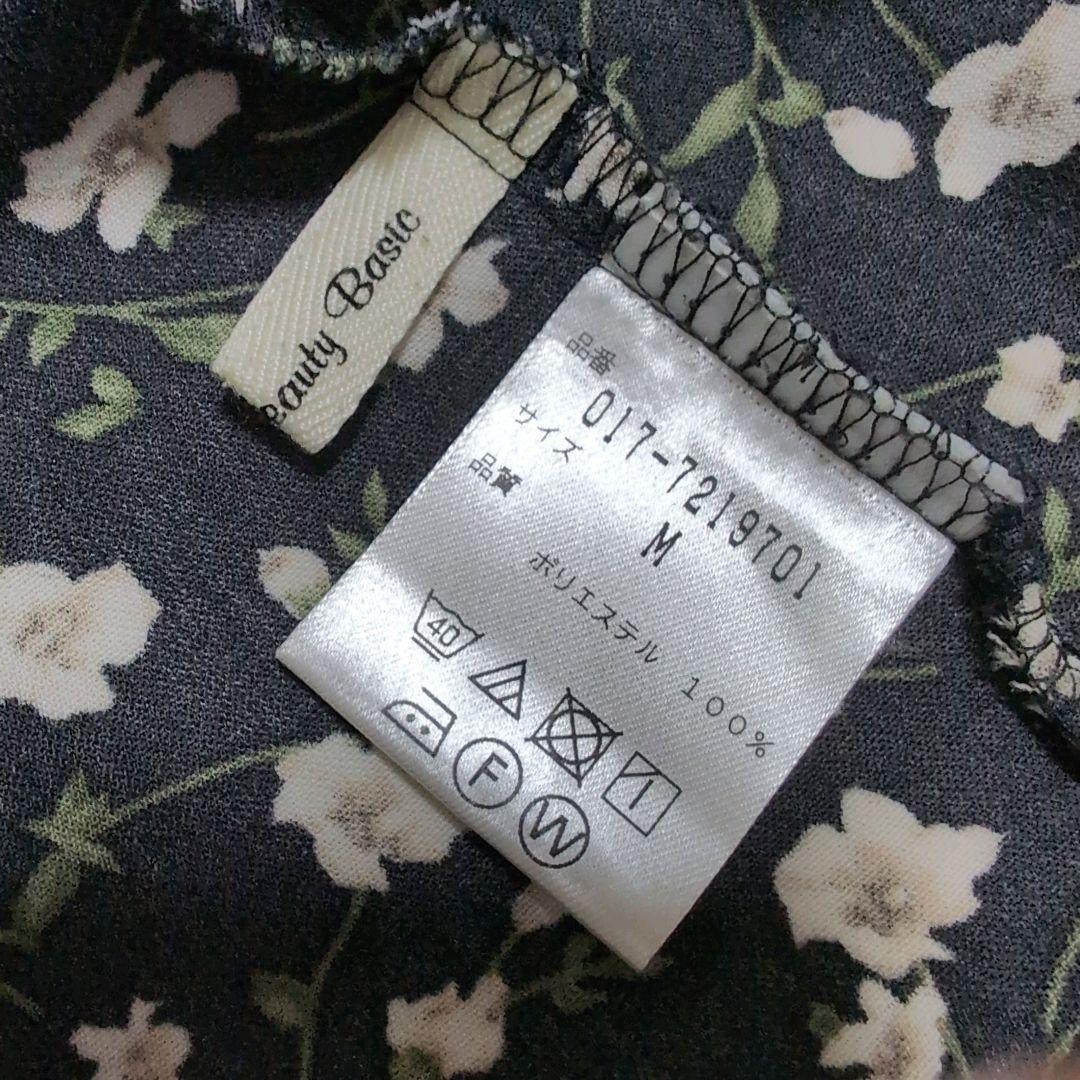 eauty Basic
品番
017-7219701
サイズ M
品質
ポリエステル 100%
40
F
W